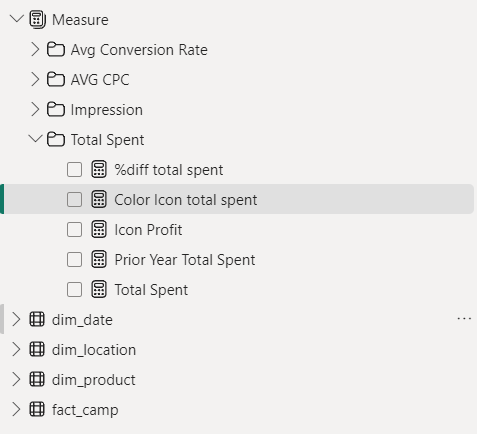 Measure
Avg Conversion Rate
AVG CPC
Impression
Total Spent
%diff total spent
Color Icon total spent
Icon Profit
Prior Year Total Spent
Total Spent
dim_date
dim_location
dim_product
fact_camp